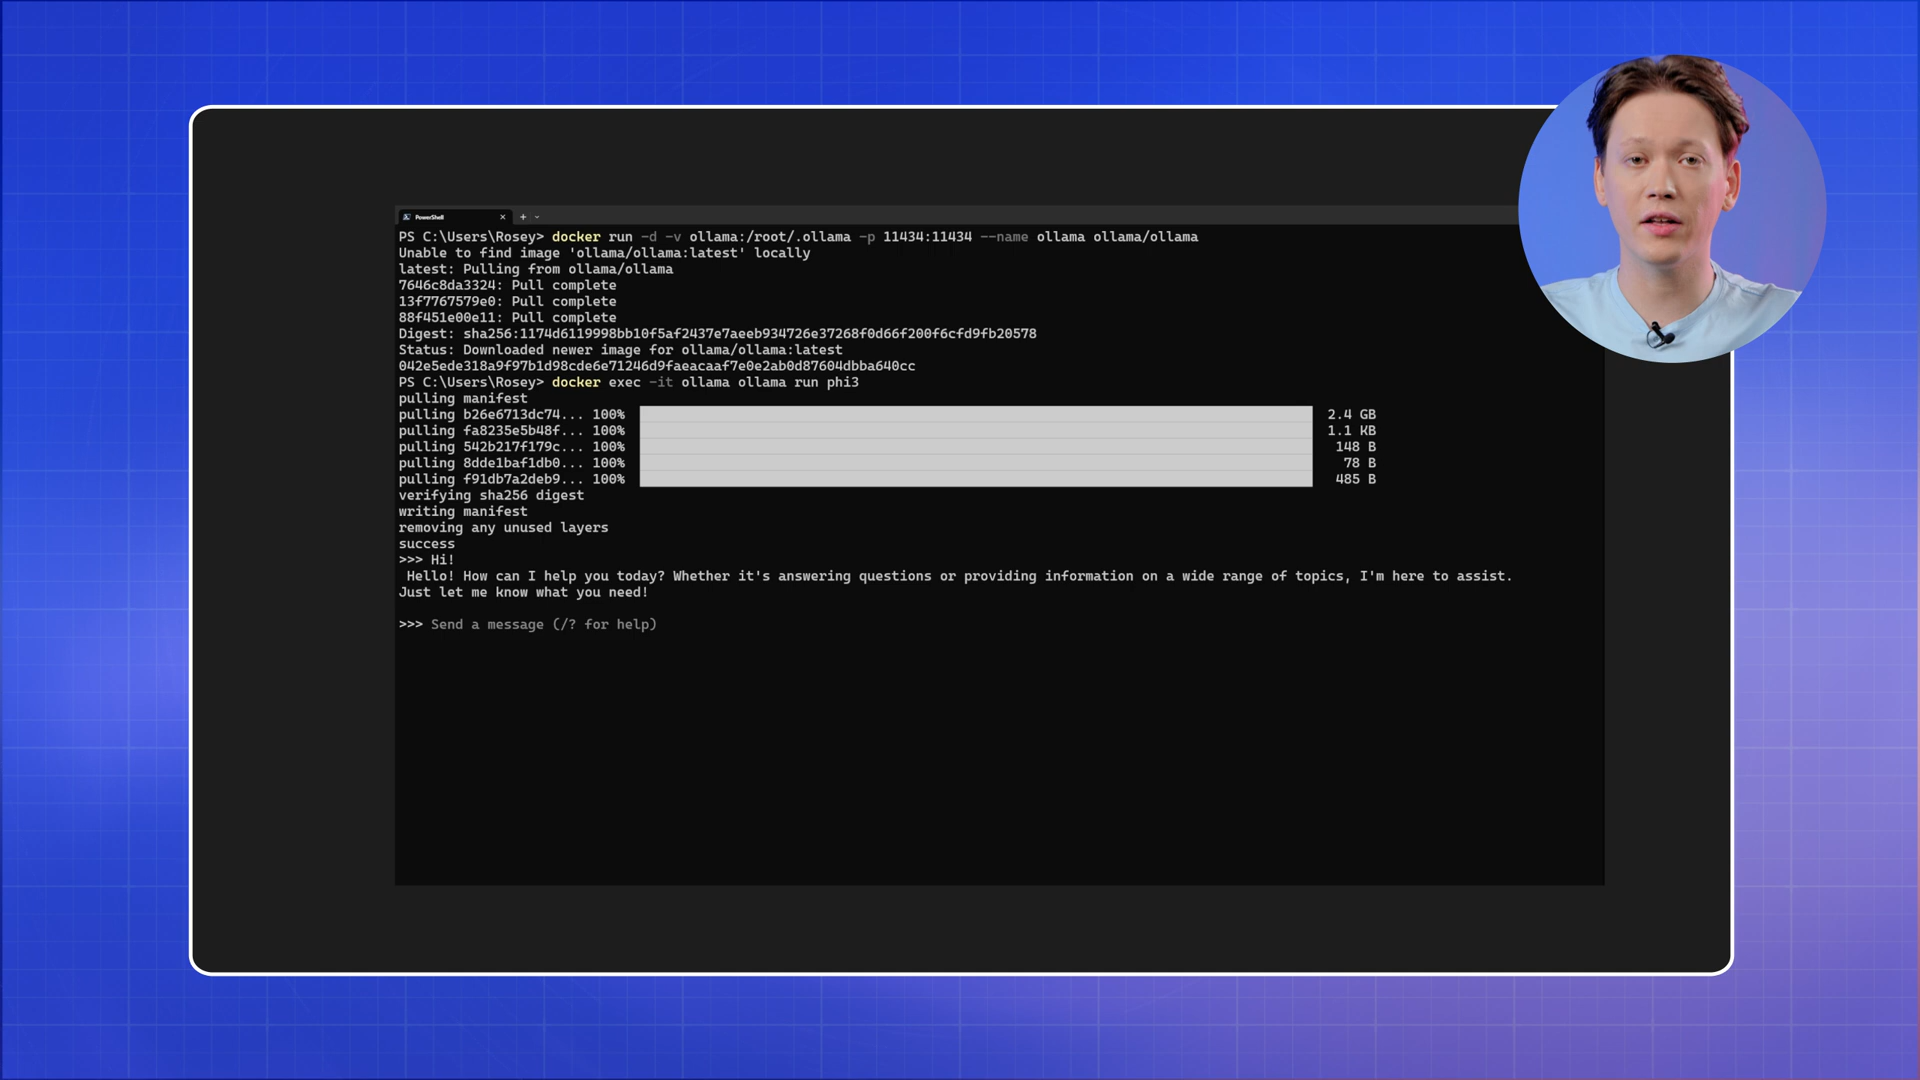 PowerShell
PS C:\Users\Rosey> docker run -d -v ollama:/root/.ollama -p 11434:11434 --name ollama ollama/ollama
Unable to find image 'ollama/ollama:latest' locally
latest: Pulling from ollama/ollama
7646c8da3324: Pull complete
13f7767579e0: Pull complete
88f451e00e11: Pull complete
Digest: sha256:1174d6119998bb10f5af2437e7aeeb934726e37268f0d66f200f6cfd9fb20578
Status: Downloaded newer image for ollama/ollama:latest
042e5ede318a9f97b1d98cde6e71246d9faeacaaf7e0e2ab0d87604dbba640cc
PS C:\Users\Rosey> docker exec -it ollama ollama run phi3
pulling manifest
pulling b26e6713dc74... 100% 2.4 GB
pulling fa8235e5b48f... 100% 1.1 KB
pulling 542b217f179c... 100% 148 B
pulling 8dde1baf1db0... 100% 78 B
pulling f91db7a2deb9... 100% 485 B
verifying sha256 digest
writing manifest
removing any unused layers
success
>>> Hi!
Hello! How can I help you today? Whether it's answering questions or providing information on a wide range of topics, I'm here to assist.
Just let me know what you need!
>>> Send a message (/? for help)